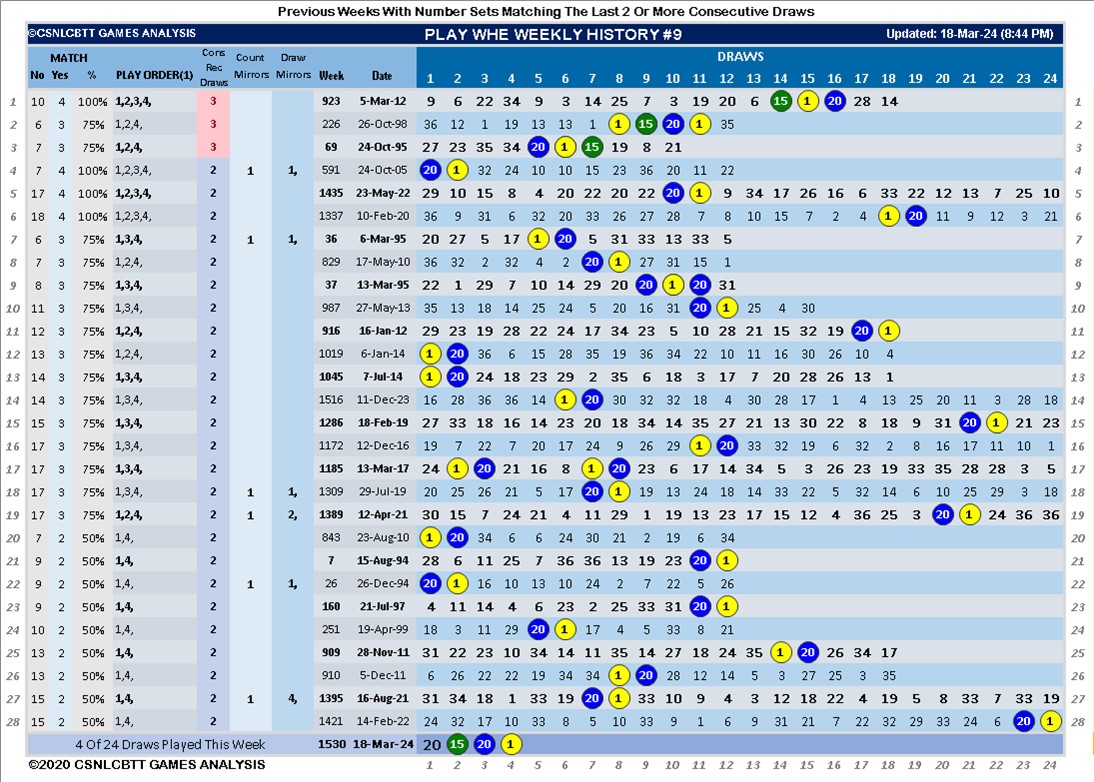 Previous Weeks With Number Sets Matching The Last 2 Or More Consecutive Draws
©CSNLCBTT GAMES ANALYSIS PLAY WHE WEEKLY HISTORY #9 Updated: 18-Mar-24 (8:44 PM)
MATCH Cons Rec Draws Count Mirrors Draw Mirrors DRAWS
No Yes % PLAY ORDER(1) Week Date 1 2 3 4 5 6 7 8 9 10 11 12 13 14 15 16 17 18 19 20 21 22 23 24
1 10 4 100% 1,2,3,4, 3 923 5-Mar-12 9 6 22 34 9 3 14 25 7 3 19 20 6 15 1 20 28 14 1
2 6 3 75% 1,2,4, 3 226 26-Oct-98 36 12 1 19 13 13 1 1 15 20 1 35 2
3 7 3 75% 1,2,4, 3 69 24-Oct-95 27 23 35 34 20 1 15 19 8 21 3
4 7 4 100% 1,2,3,4, 2 1 1, 591 24-Oct-05 20 1 32 24 10 10 15 23 36 20 11 22 4
5 17 4 100% 1,2,3,4, 2 1435 23-May-22 29 10 15 8 4 20 22 20 22 20 1 9 34 17 26 16 6 33 22 12 13 7 25 10 5
6 18 4 100% 1,2,3,4, 2 1337 10-Feb-20 36 9 31 6 32 20 33 26 27 28 7 8 10 15 7 2 4 1 20 11 9 12 3 21 6
7 6 3 75% 1,3,4, 2 1 1, 36 6-Mar-95 20 27 5 17 1 20 5 31 33 13 33 5 7
8 7 3 75% 1,2,4, 2 829 17-May-10 36 32 2 32 4 2 20 1 27 31 15 1 8
9 8 3 75% 1,3,4, 2 37 13-Mar-95 22 1 29 7 10 14 29 20 20 1 20 31 9
10 11 3 75% 1,3,4, 2 987 27-May-13 35 13 18 14 25 24 5 20 16 31 20 1 25 4 30 10
11 12 3 75% 1,2,4, 2 916 16-Jan-12 29 23 19 28 22 24 17 34 23 5 10 28 21 15 32 19 20 1 11
12 13 3 75% 1,2,4, 2 1019 6-Jan-14 1 20 36 6 15 28 35 19 36 34 22 10 11 16 30 26 10 4 12
13 14 3 75% 1,3,4, 2 1045 7-Jul-14 1 20 24 18 23 29 2 35 6 18 3 17 7 20 28 26 13 1 13
14 14 3 75% 1,3,4, 2 1516 11-Dec-23 16 28 36 36 14 1 20 30 32 32 18 4 30 28 17 1 4 13 25 20 11 3 28 18 14
15 15 3 75% 1,3,4, 2 1286 18-Feb-19 27 33 18 16 14 23 20 18 34 14 35 27 21 13 30 22 8 18 9 31 20 1 21 23 15
16 17 3 75% 1,3,4, 2 1172 12-Dec-16 19 7 22 7 20 17 24 9 26 29 1 20 33 32 19 6 32 2 8 16 17 11 10 1 16
17 17 3 75% 1,3,4, 2 1185 13-Mar-17 24 1 20 21 16 8 1 20 23 6 17 14 34 5 3 26 23 19 33 35 28 28 3 5 17
18 17 3 75% 1,3,4, 2 1 1, 1309 29-Jul-19 20 25 26 21 5 17 20 1 19 13 24 18 14 33 22 5 32 14 6 10 25 29 3 18 18
19 17 3 75% 1,2,4, 2 1 2, 1389 12-Apr-21 30 15 7 24 21 4 11 29 1 19 13 23 17 15 12 4 36 25 3 20 1 24 36 36 19
20 7 2 50% 1,4, 2 843 23-Aug-10 1 20 34 6 6 24 30 21 2 19 6 34 20
21 9 2 50% 1,4, 2 7 15-Aug-94 28 6 11 25 7 36 36 13 19 23 20 1 21
22 9 2 50% 1,4, 2 1 1, 26 26-Dec-94 20 1 16 10 13 10 24 2 7 22 5 26 22
23 9 2 50% 1,4, 2 160 21-Jul-97 4 11 14 4 6 23 2 25 33 31 20 1 23
24 10 2 50% 1,4, 2 251 19-Apr-99 18 3 11 29 20 1 17 4 5 33 8 21 24
25 13 2 50% 1,4, 2 909 28-Nov-11 31 22 23 10 34 14 11 35 14 27 18 24 35 1 20 26 34 17 25
26 13 2 50% 1,4, 2 910 5-Dec-11 6 26 22 22 19 34 34 1 20 28 12 14 5 3 27 25 3 35 26
27 15 2 50% 1,4, 2 1 4, 1395 16-Aug-21 31 34 18 1 33 19 20 1 33 10 9 4 3 12 18 22 4 19 5 8 33 7 33 19 27
28 15 2 50% 1,4, 2 1421 14-Feb-22 24 32 17 10 33 8 5 10 33 9 1 6 9 31 21 7 22 32 29 33 24 6 20 1 28
4 Of 24 Draws Played This Week 1530 18-Mar-24 20 15 20 1
©2020 CSNLCBTT GAMES ANALYSIS 1 2 3 4 5 6 7 8 9 10 11 12 13 14 15 16 17 18 19 20 21 22 23 24